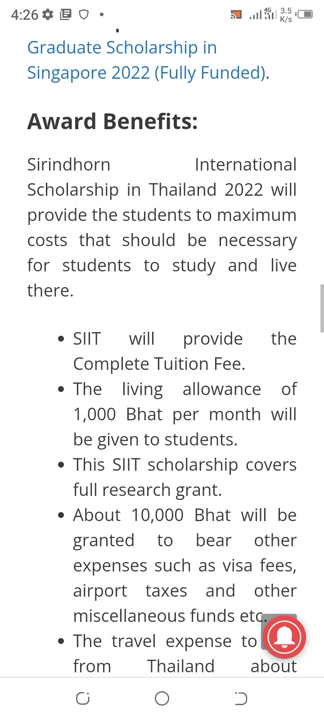 4:26
4G
3.5
K/s
Graduate Scholarship in
Singapore 2022 (Fully Funded).
Award Benefits:
Sirindhorn International
Scholarship in Thailand 2022 will
provide the students to maximum
costs that should be necessary
for students to study and live
there.
• SIIT will provide the
Complete Tuition Fee.
• The living allowance of
1,000 Bhat per month will
be given to students.
• This SIIT scholarship covers
full research grant.
• About 10,000 Bhat will be
granted to bear other
expenses such as visa fees,
airport taxes and other
miscellaneous funds etc.
• The travel expense to
from Thailand about